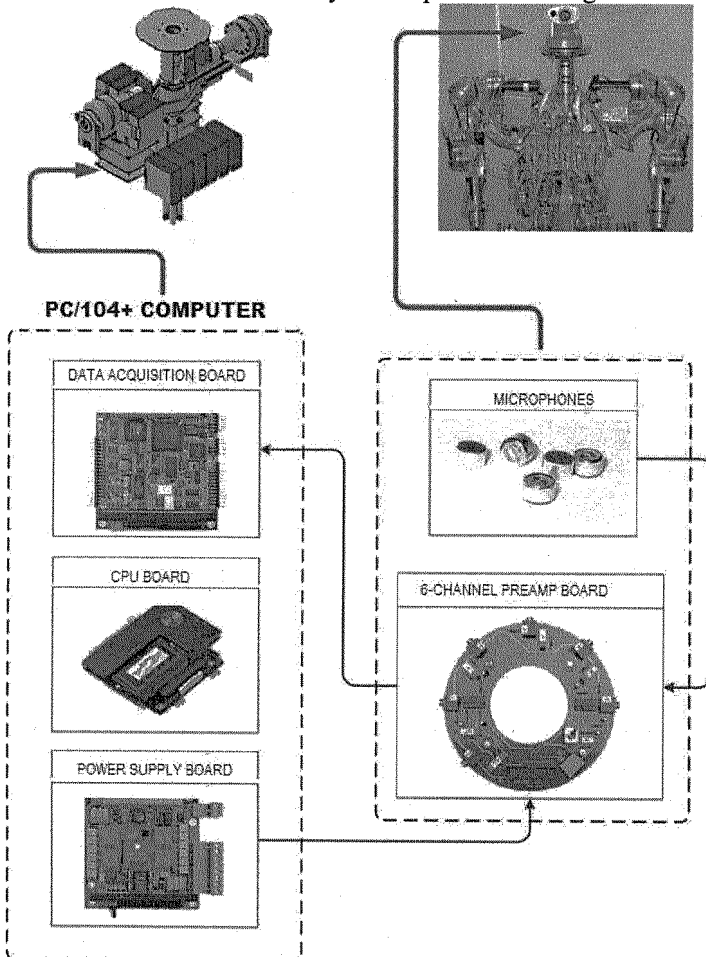 PC/104+ COMPUTER
DATA ACQUISITION BOARD
CPU BOARD
POWER SUPPLY BOARD
MICROPHONES
6-CHANNEL PREAMP BOARD